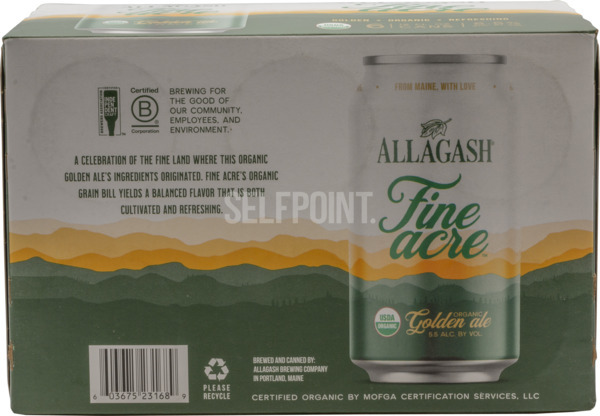 GOLDEN • ORGANIC • REFRESHING
Certified
B
Corporation
BREWING FOR
THE GOOD OF
OUR COMMUNITY,
EMPLOYEES, AND
ENVIRONMENT.
A CELEBRATION OF THE FINE LAND WHERE THIS ORGANIC
GOLDEN ALE'S INGREDIENTS ORIGINATED. FINE ACRE'S ORGANIC
GRAIN BILL YIELDS A BALANCED FLAVOR THAT IS BOTH
CULTIVATED AND REFRESHING.
SELFPOINT.
FROM MAINE, WITH LOVE
ALLAGASH
Fine
acre
USDA
ORGANIC
ORGANIC
Golden ale
5.5 ALC. BY VOL.
6 03675 23168 9
PLEASE
RECYCLE
BREWED AND CANNED BY:
ALLAGASH BREWING COMPANY
IN PORTLAND, MAINE
CERTIFIED ORGANIC BY MOFGA CERTIFICATION SERVICES, LLC